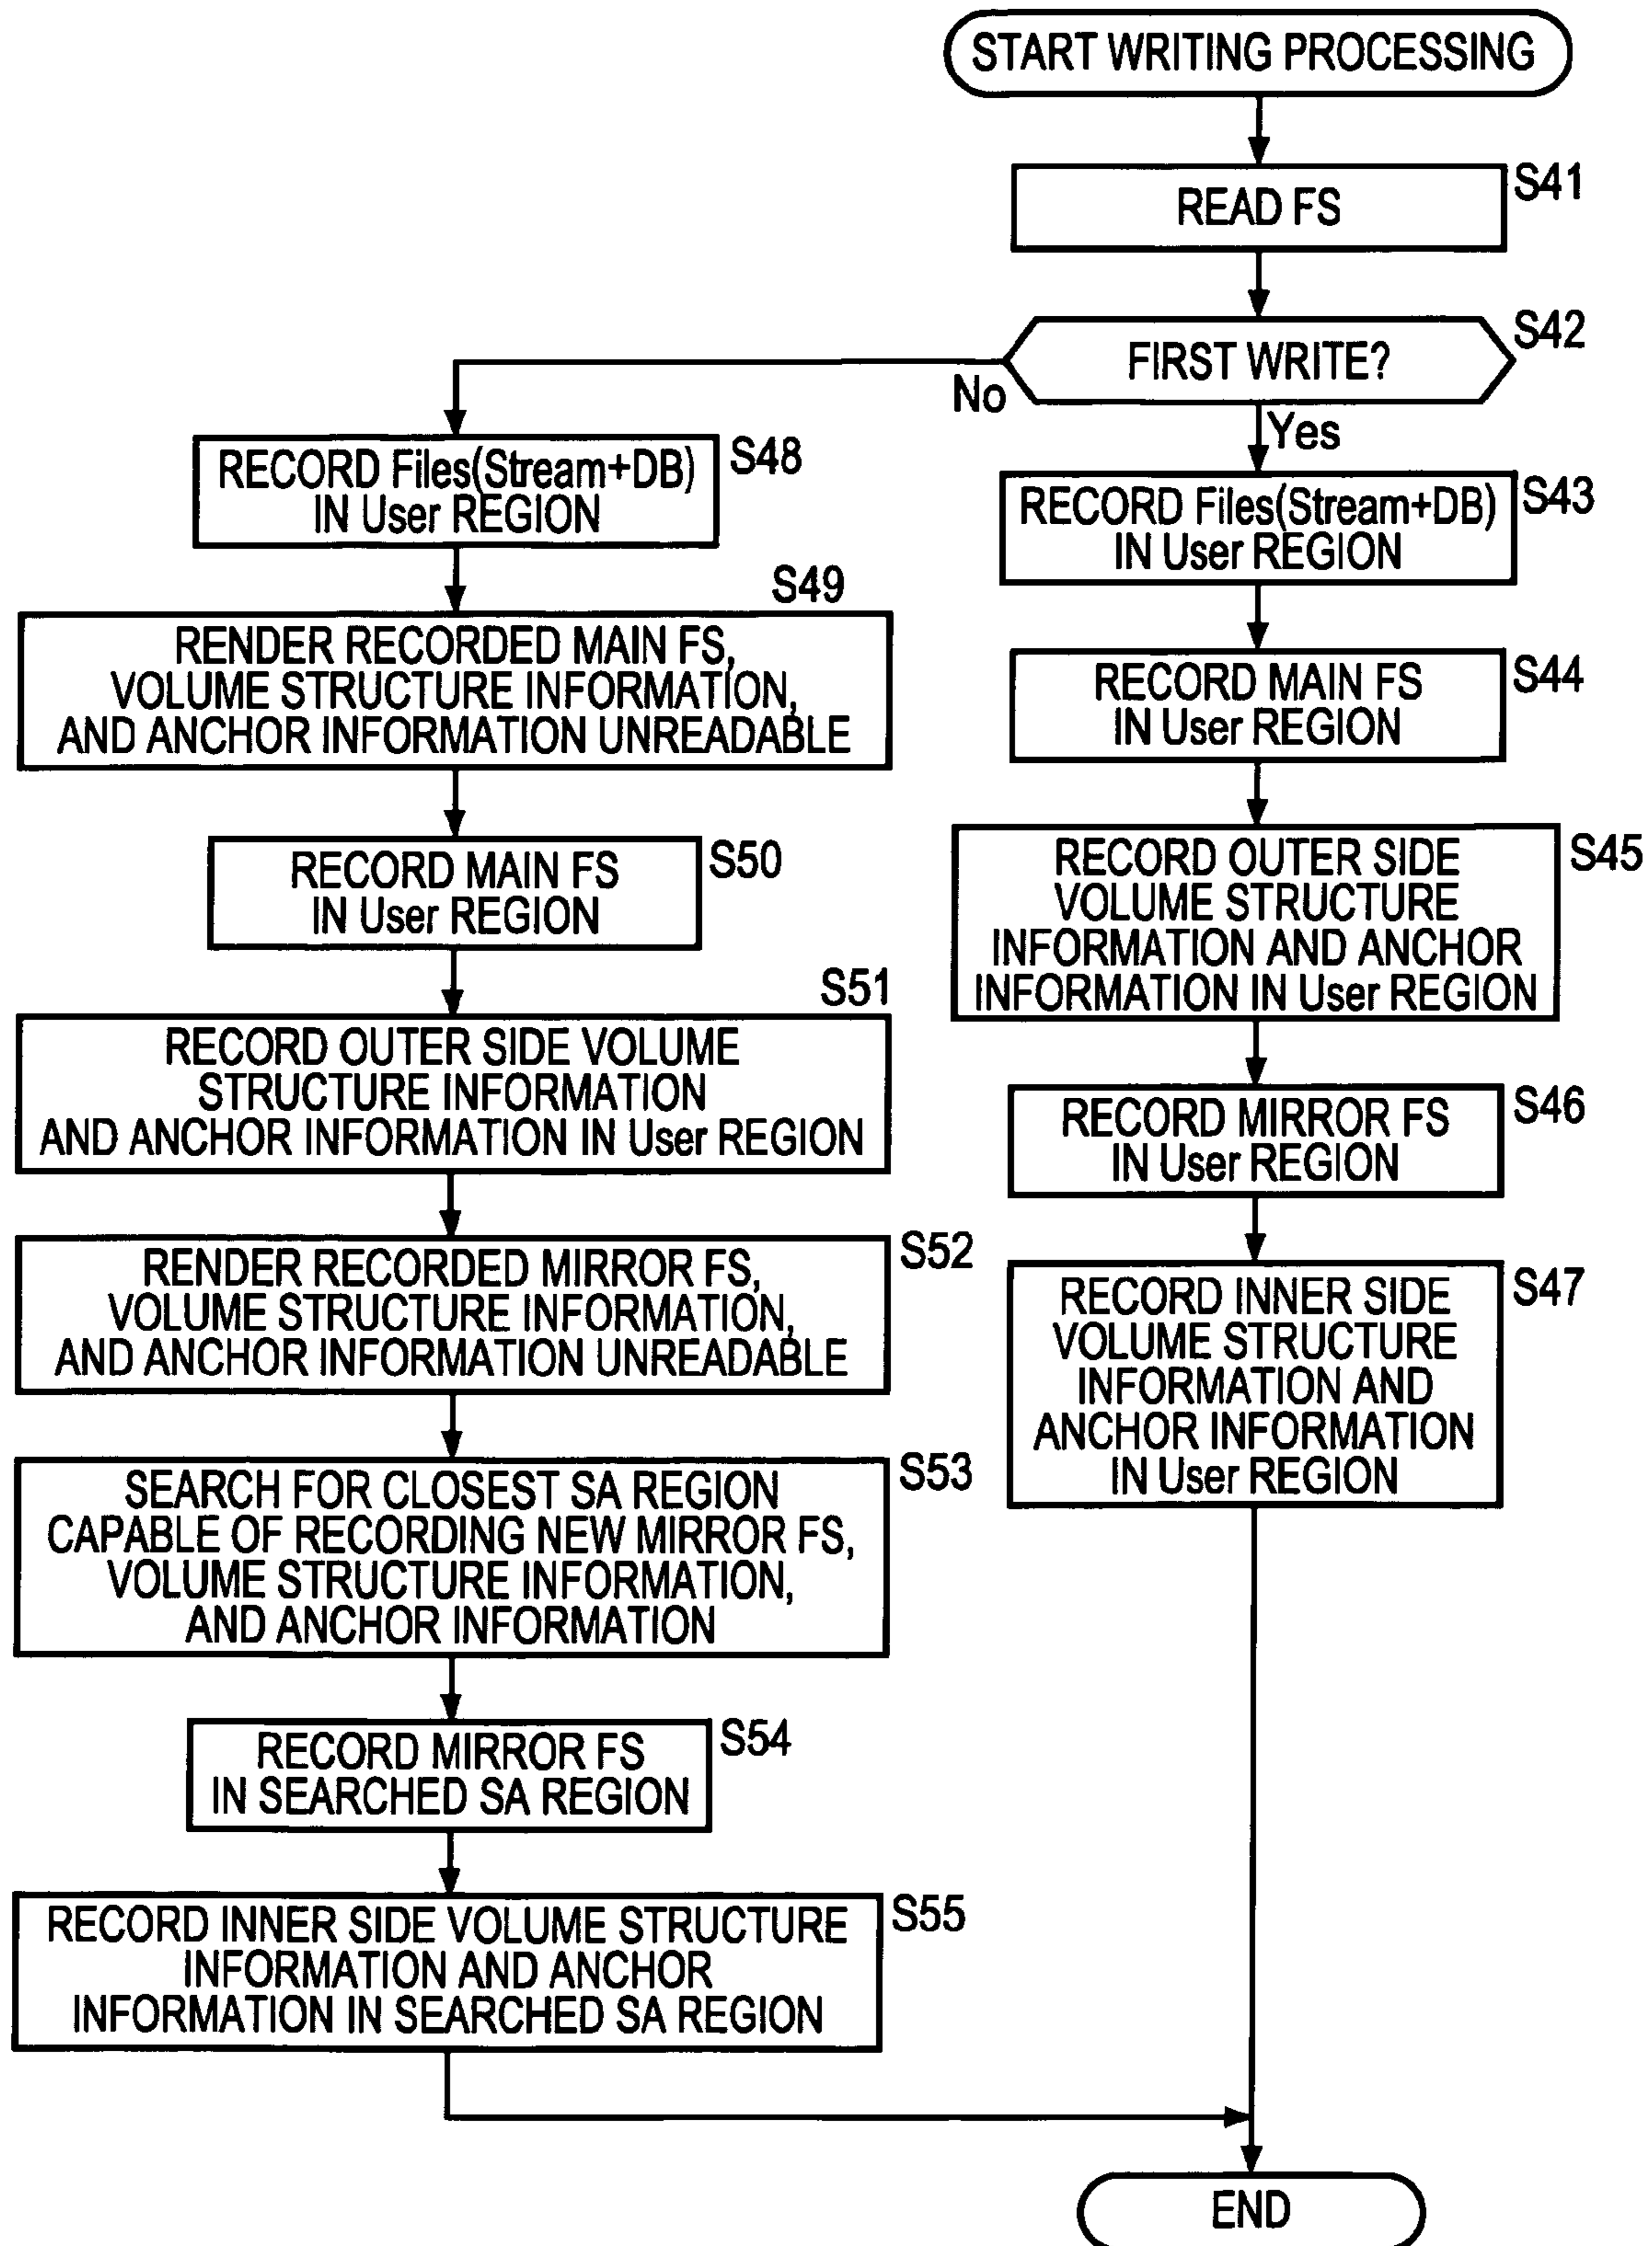 START WRITING PROCESSING
READ FS
S41
FIRST WRITE?
S42
No
Yes
RECORD Files(Stream+DB)
IN User REGION
S43
RECORD MAIN FS
IN User REGION
S44
RECORD OUTER SIDE
VOLUME STRUCTURE
INFORMATION AND ANCHOR
INFORMATION IN User REGION
S45
RECORD MIRROR FS
IN User REGION
S46
RECORD INNER SIDE
VOLUME STRUCTURE
INFORMATION AND
ANCHOR INFORMATION
IN User REGION
S47
RECORD Files(Stream+DB)
IN User REGION
S48
S49
RENDER RECORDED MAIN FS,
VOLUME STRUCTURE INFORMATION,
AND ANCHOR INFORMATION UNREADABLE
RECORD MAIN FS
IN User REGION
S50
S51
RECORD OUTER SIDE VOLUME
STRUCTURE INFORMATION
AND ANCHOR INFORMATION IN User REGION
RENDER RECORDED MIRROR FS,
VOLUME STRUCTURE INFORMATION,
AND ANCHOR INFORMATION UNREADABLE
S52
SEARCH FOR CLOSEST SA REGION
CAPABLE OF RECORDING NEW MIRROR FS,
VOLUME STRUCTURE INFORMATION,
AND ANCHOR INFORMATION
S53
RECORD MIRROR FS
IN SEARCHED SA REGION
S54
RECORD INNER SIDE VOLUME STRUCTURE
INFORMATION AND ANCHOR
INFORMATION IN SEARCHED SA REGION
S55
END